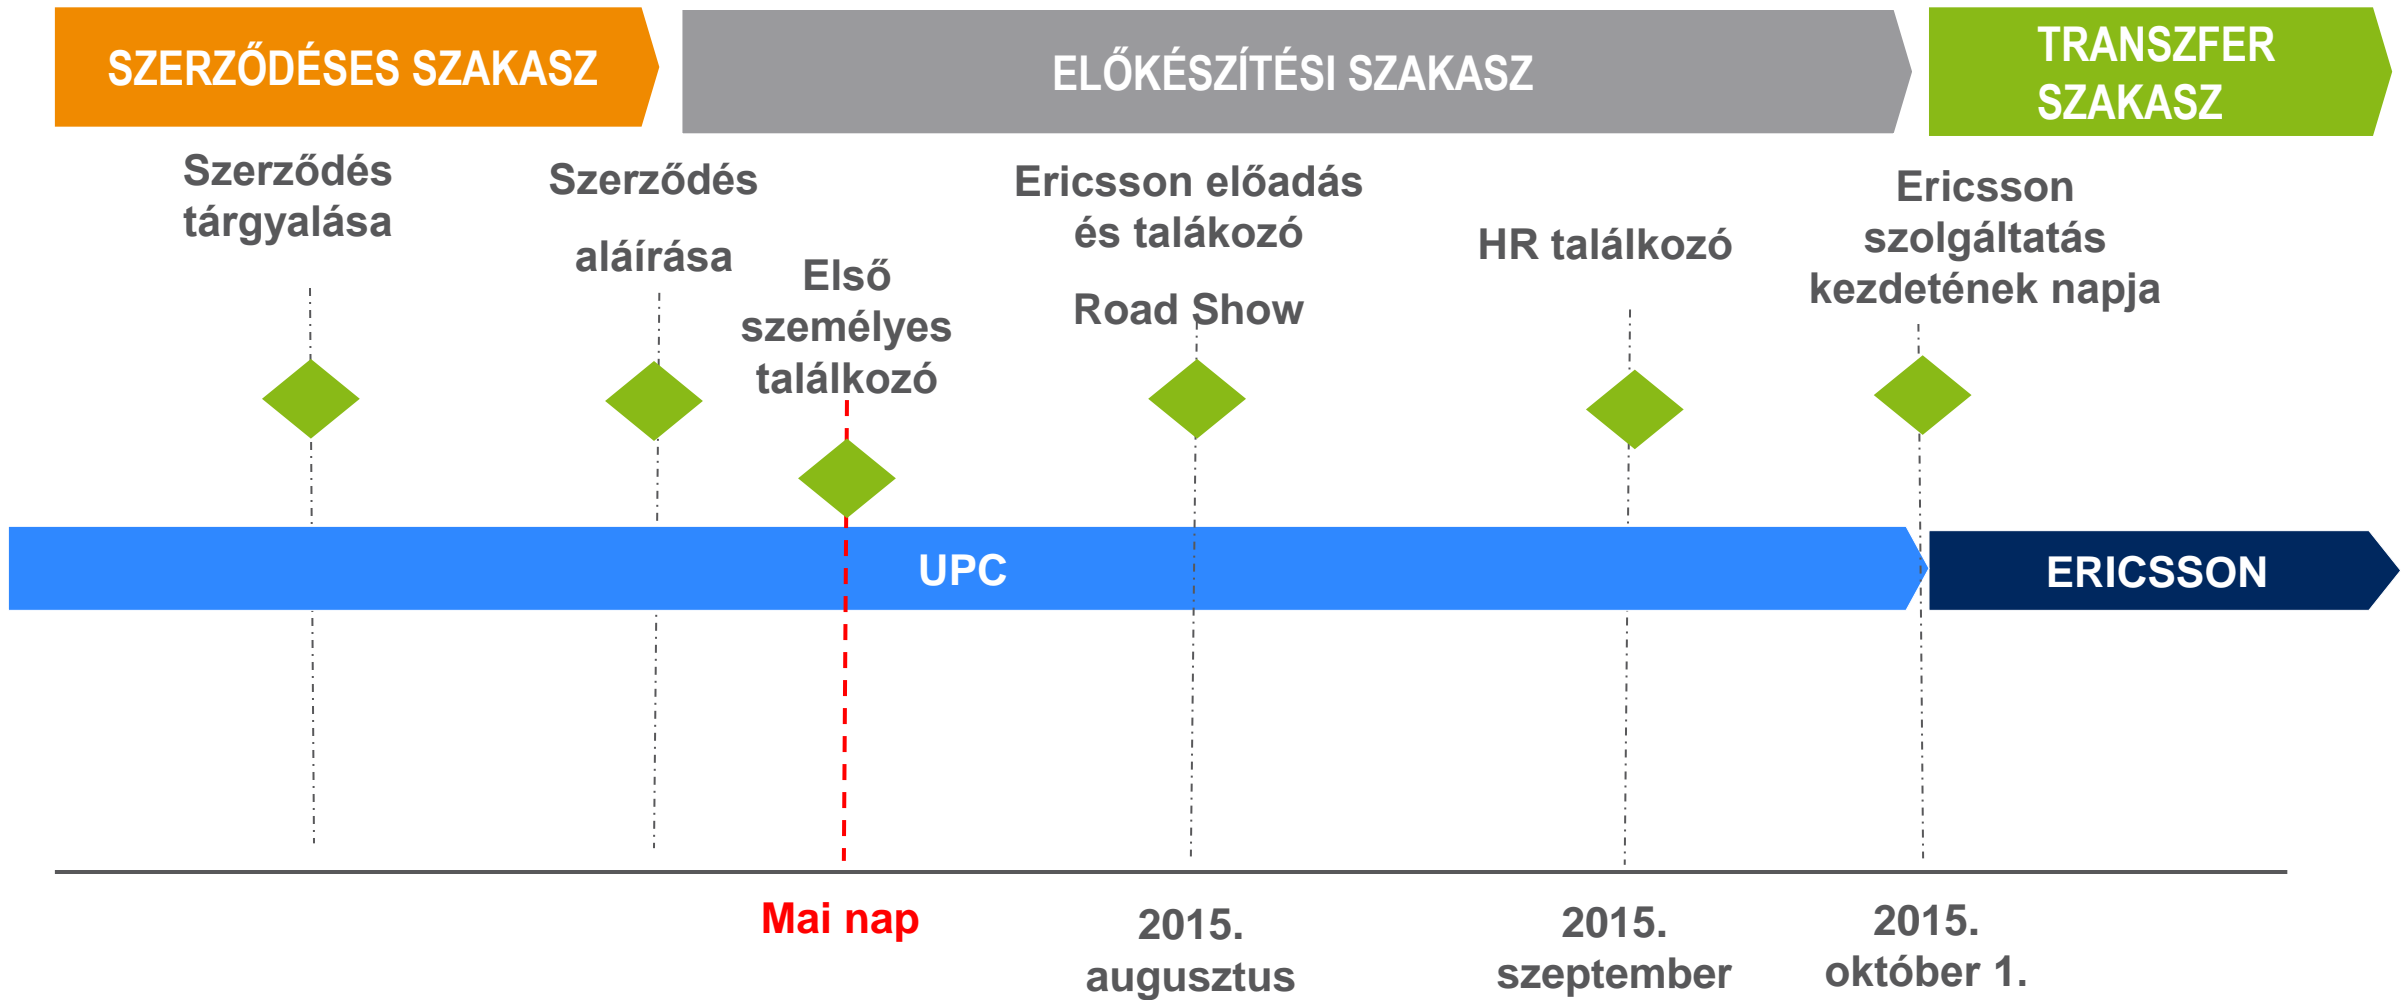 SZERZŐDÉSES SZAKASZ
ELŐKÉSZÍTÉSI SZAKASZ
TRANSZFER
SZAKASZ
Szerződés
tárgyalása
Szerződés
aláírása
Első
személyes
találkozó
Ericsson előadás
és talákozó
Road Show
HR találkozó
Ericsson
szolgáltatás
kezdetének napja
UPC
ERICSSON
Mai nap
2015.
augusztus
2015.
szeptember
2015.
október 1.